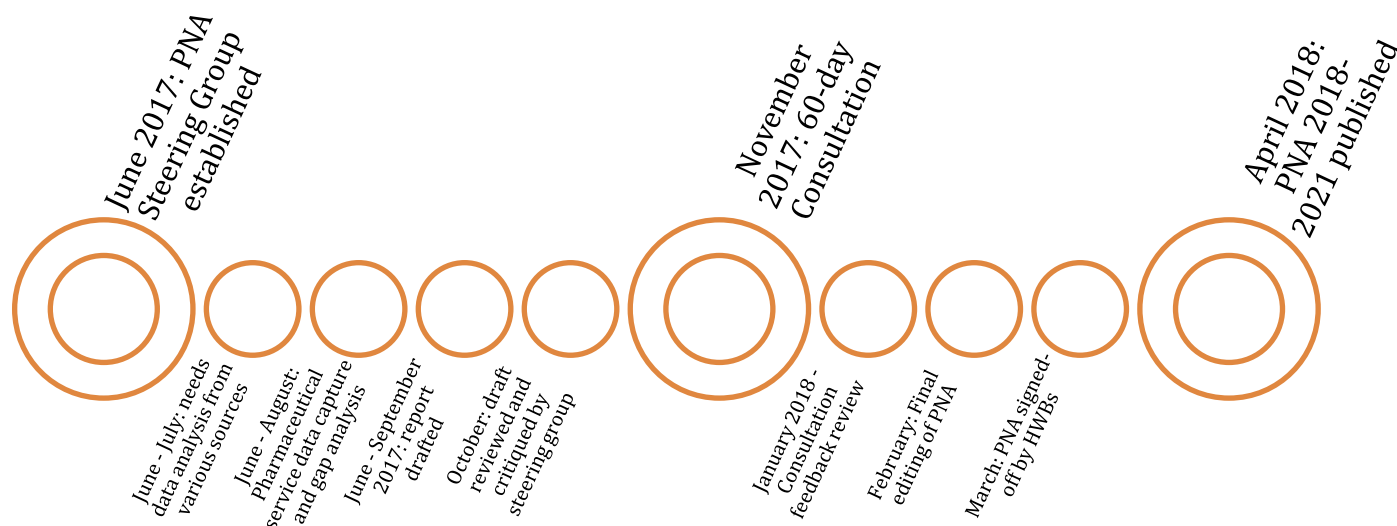 June 2017: PNA
Steering Group
established
June - July: needs
data analysis from
various sources
June - August:
Pharmaceutical
service data capture
and gap analysis
June - September
2017: report
drafted
October: draft
reviewed and
critiqued by
steering group
November
2017: 60-day
Consultation
January 2018 -
Consultation
feedback review
February: Final
editing of PNA
March: PNA signed-
off by HWBs
April 2018:
PNA 2018-
2021 published